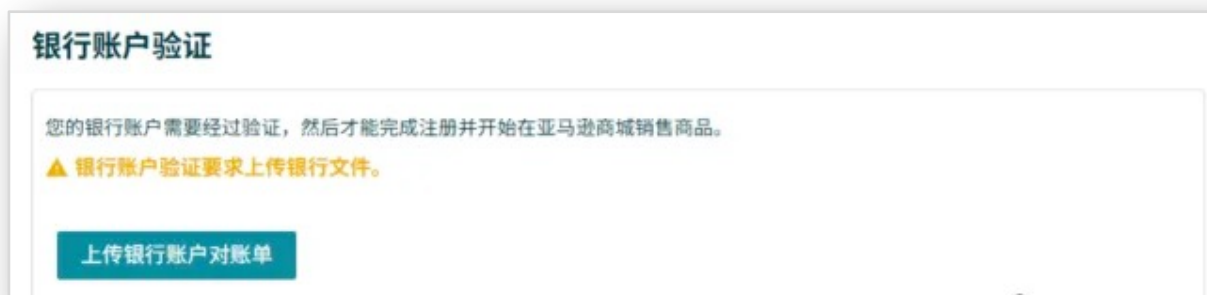 银行账户验证
您的银行账户需要经过验证，然后才能完成注册并开始在亚马逊商城销售商品。
银行账户验证要求上传银行文件。
上传银行账户对账单